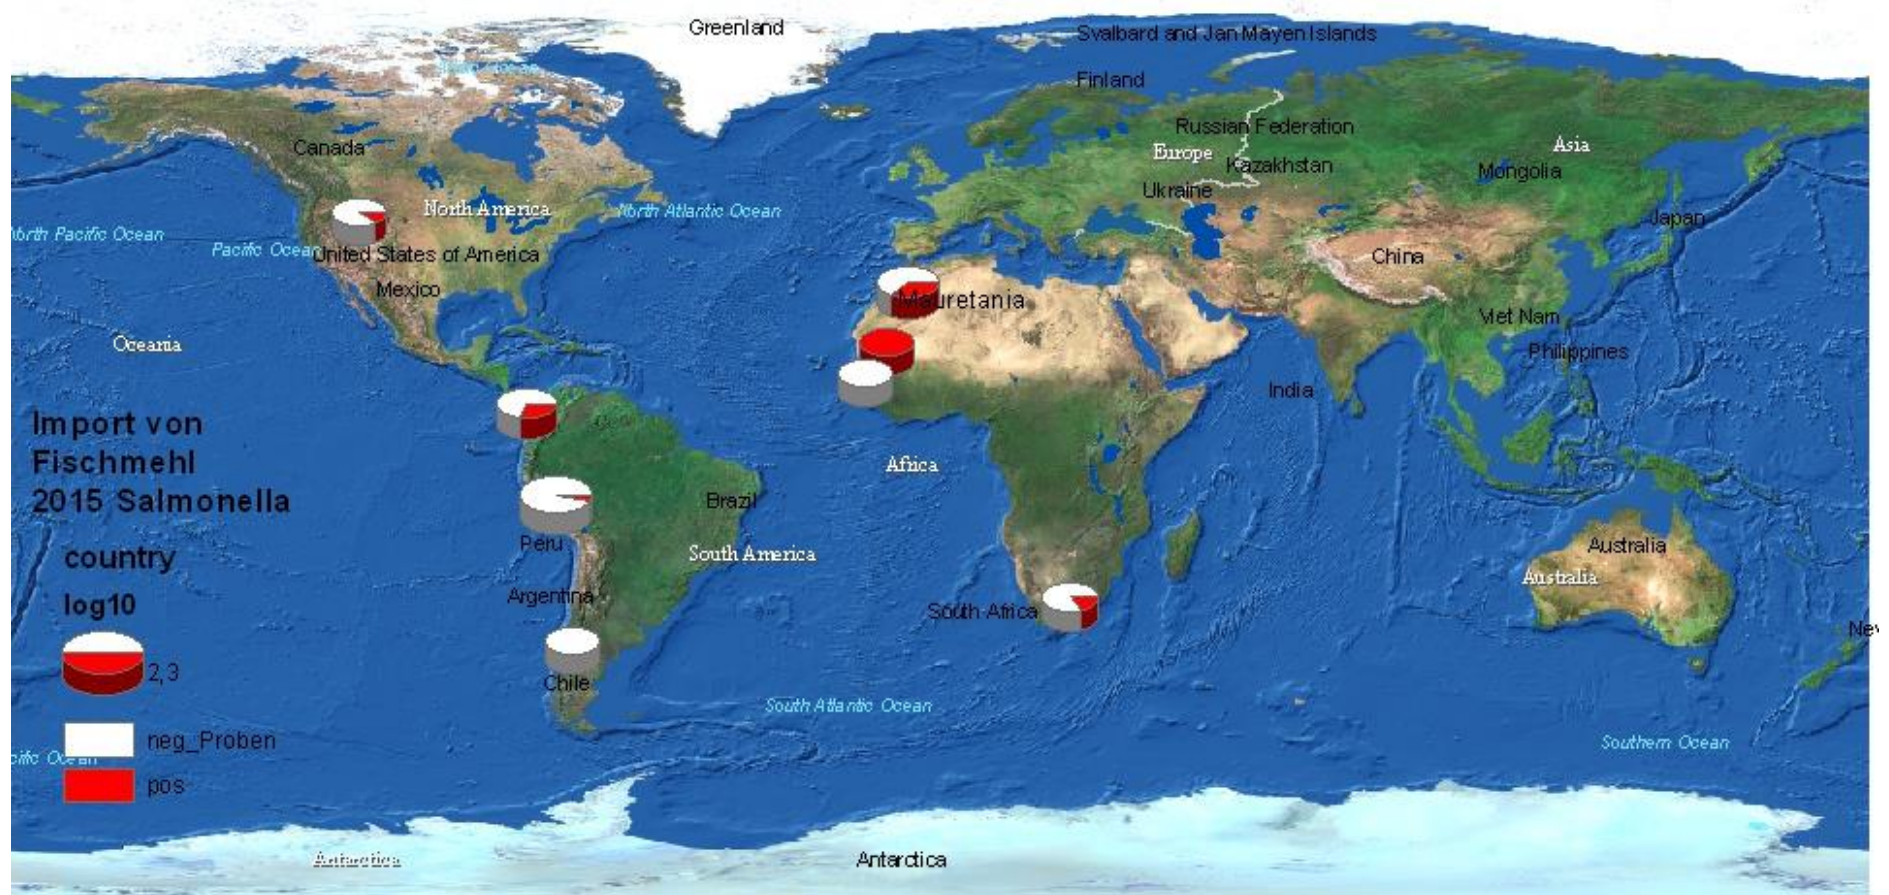 Greenland
Svalbard and Jan Mayen Islands
Finland
Russian Federation
Canada
Europe
Asia
Kazakhstan
Mongolia
Ukraine
North America
North Atlantic Ocean
Japan
North Pacific Ocean
Pacific Ocean
United States of America
China
Mexico
Mauretania
Viet Nam
Oceania
Philippines
India
Import von
Fischmehl
2015 Salmonella
Africa
Brazil
Peru
South America
Australia
Australia
country
log10
Argentina
South Africa
2,3
Chile
South Atlantic Ocean
neg_Proben
Southern Ocean
pos
Antarctica
Antarctica